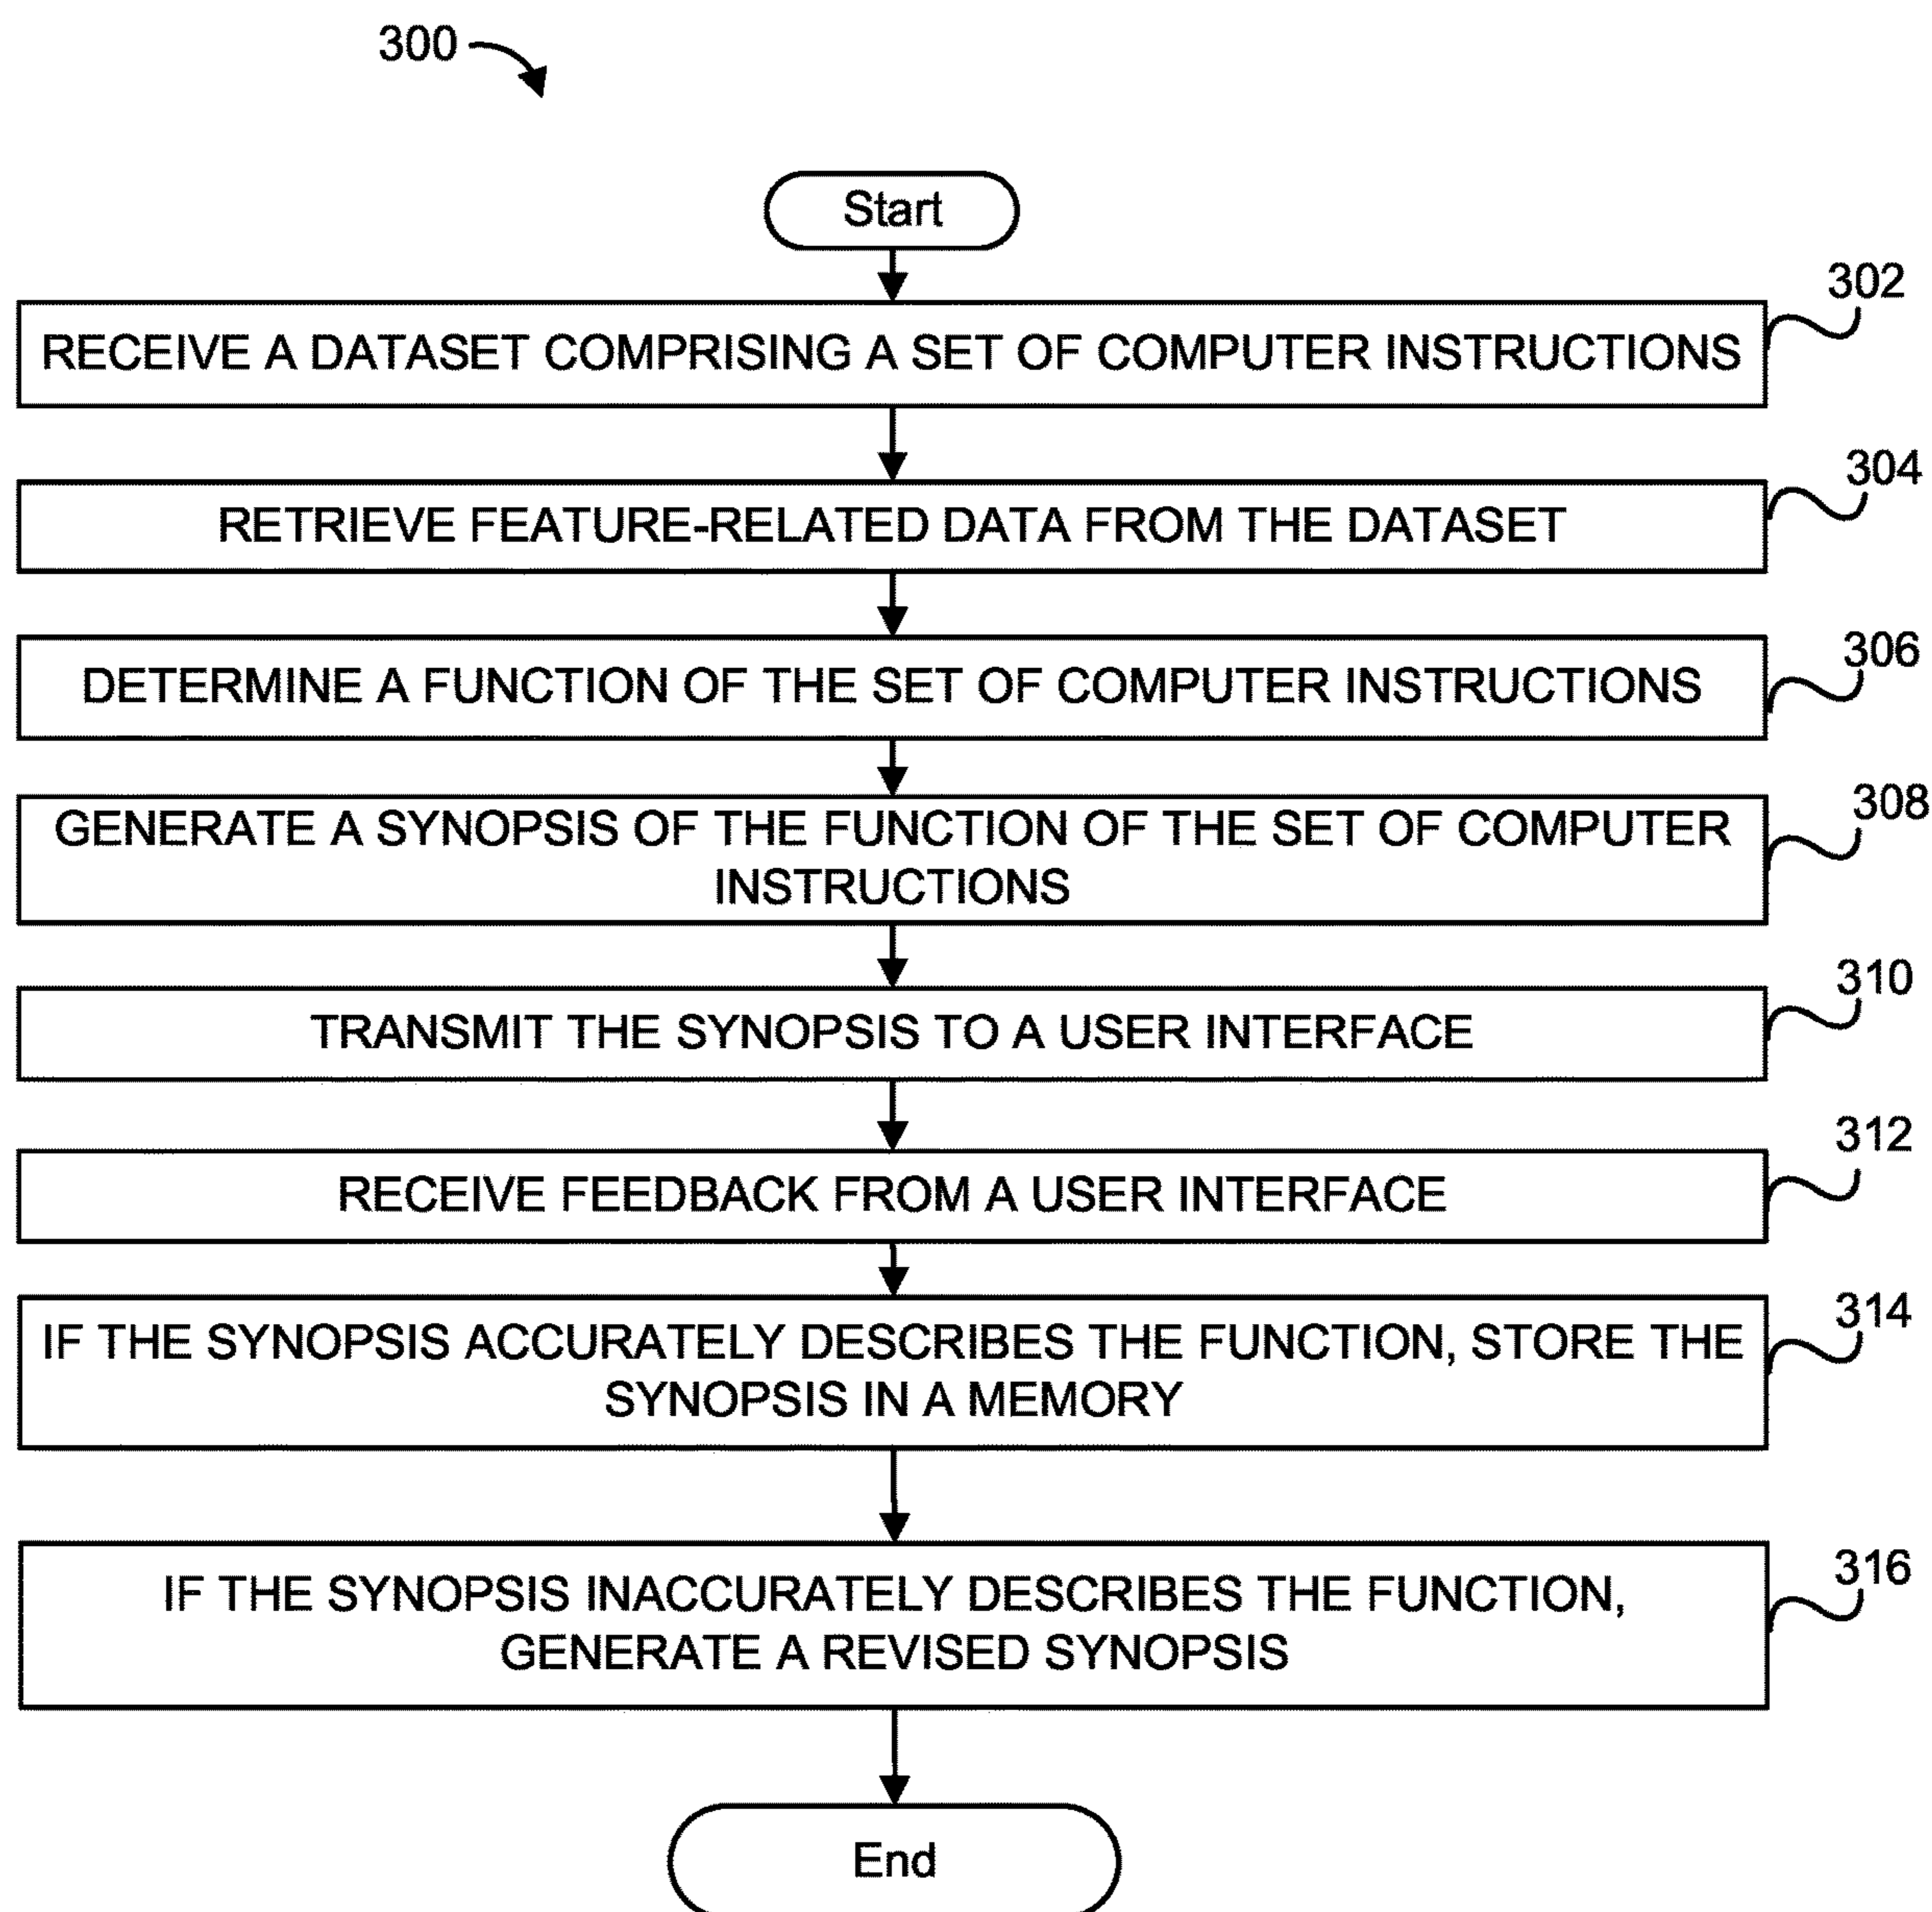 300
Start
302
RECEIVE A DATASET COMPRISING A SET OF COMPUTER INSTRUCTIONS
304
RETRIEVE FEATURE-RELATED DATA FROM THE DATASET
306
DETERMINE A FUNCTION OF THE SET OF COMPUTER INSTRUCTIONS
308
GENERATE A SYNOPSIS OF THE FUNCTION OF THE SET OF COMPUTER
INSTRUCTIONS
310
TRANSMIT THE SYNOPSIS TO A USER INTERFACE
312
RECEIVE FEEDBACK FROM A USER INTERFACE
314
IF THE SYNOPSIS ACCURATELY DESCRIBES THE FUNCTION, STORE THE
SYNOPSIS IN A MEMORY
316
IF THE SYNOPSIS INACCURATELY DESCRIBES THE FUNCTION,
GENERATE A REVISED SYNOPSIS
End